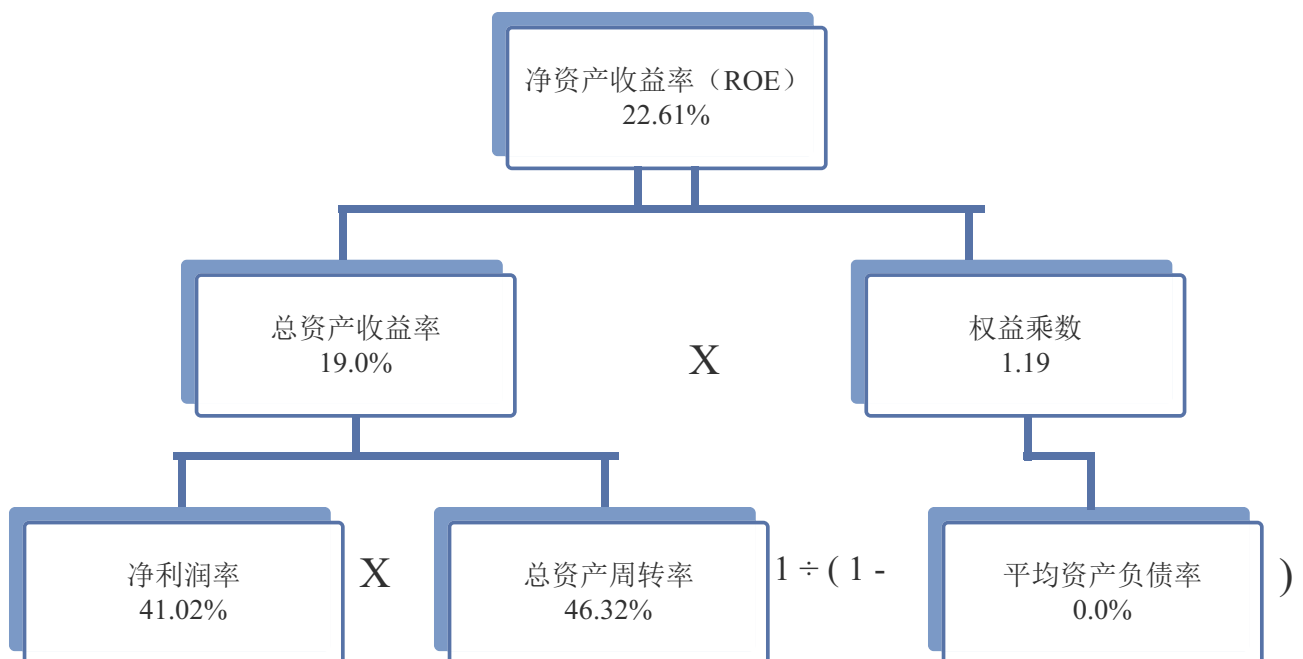 净资产收益率（ROE）
22.61%
总资产收益率
19.0%
X
权益乘数
1.19
净利润率
41.02%
X
总资产周转率
46.32%
1 ÷ ( 1 -
平均资产负债率
0.0%
)